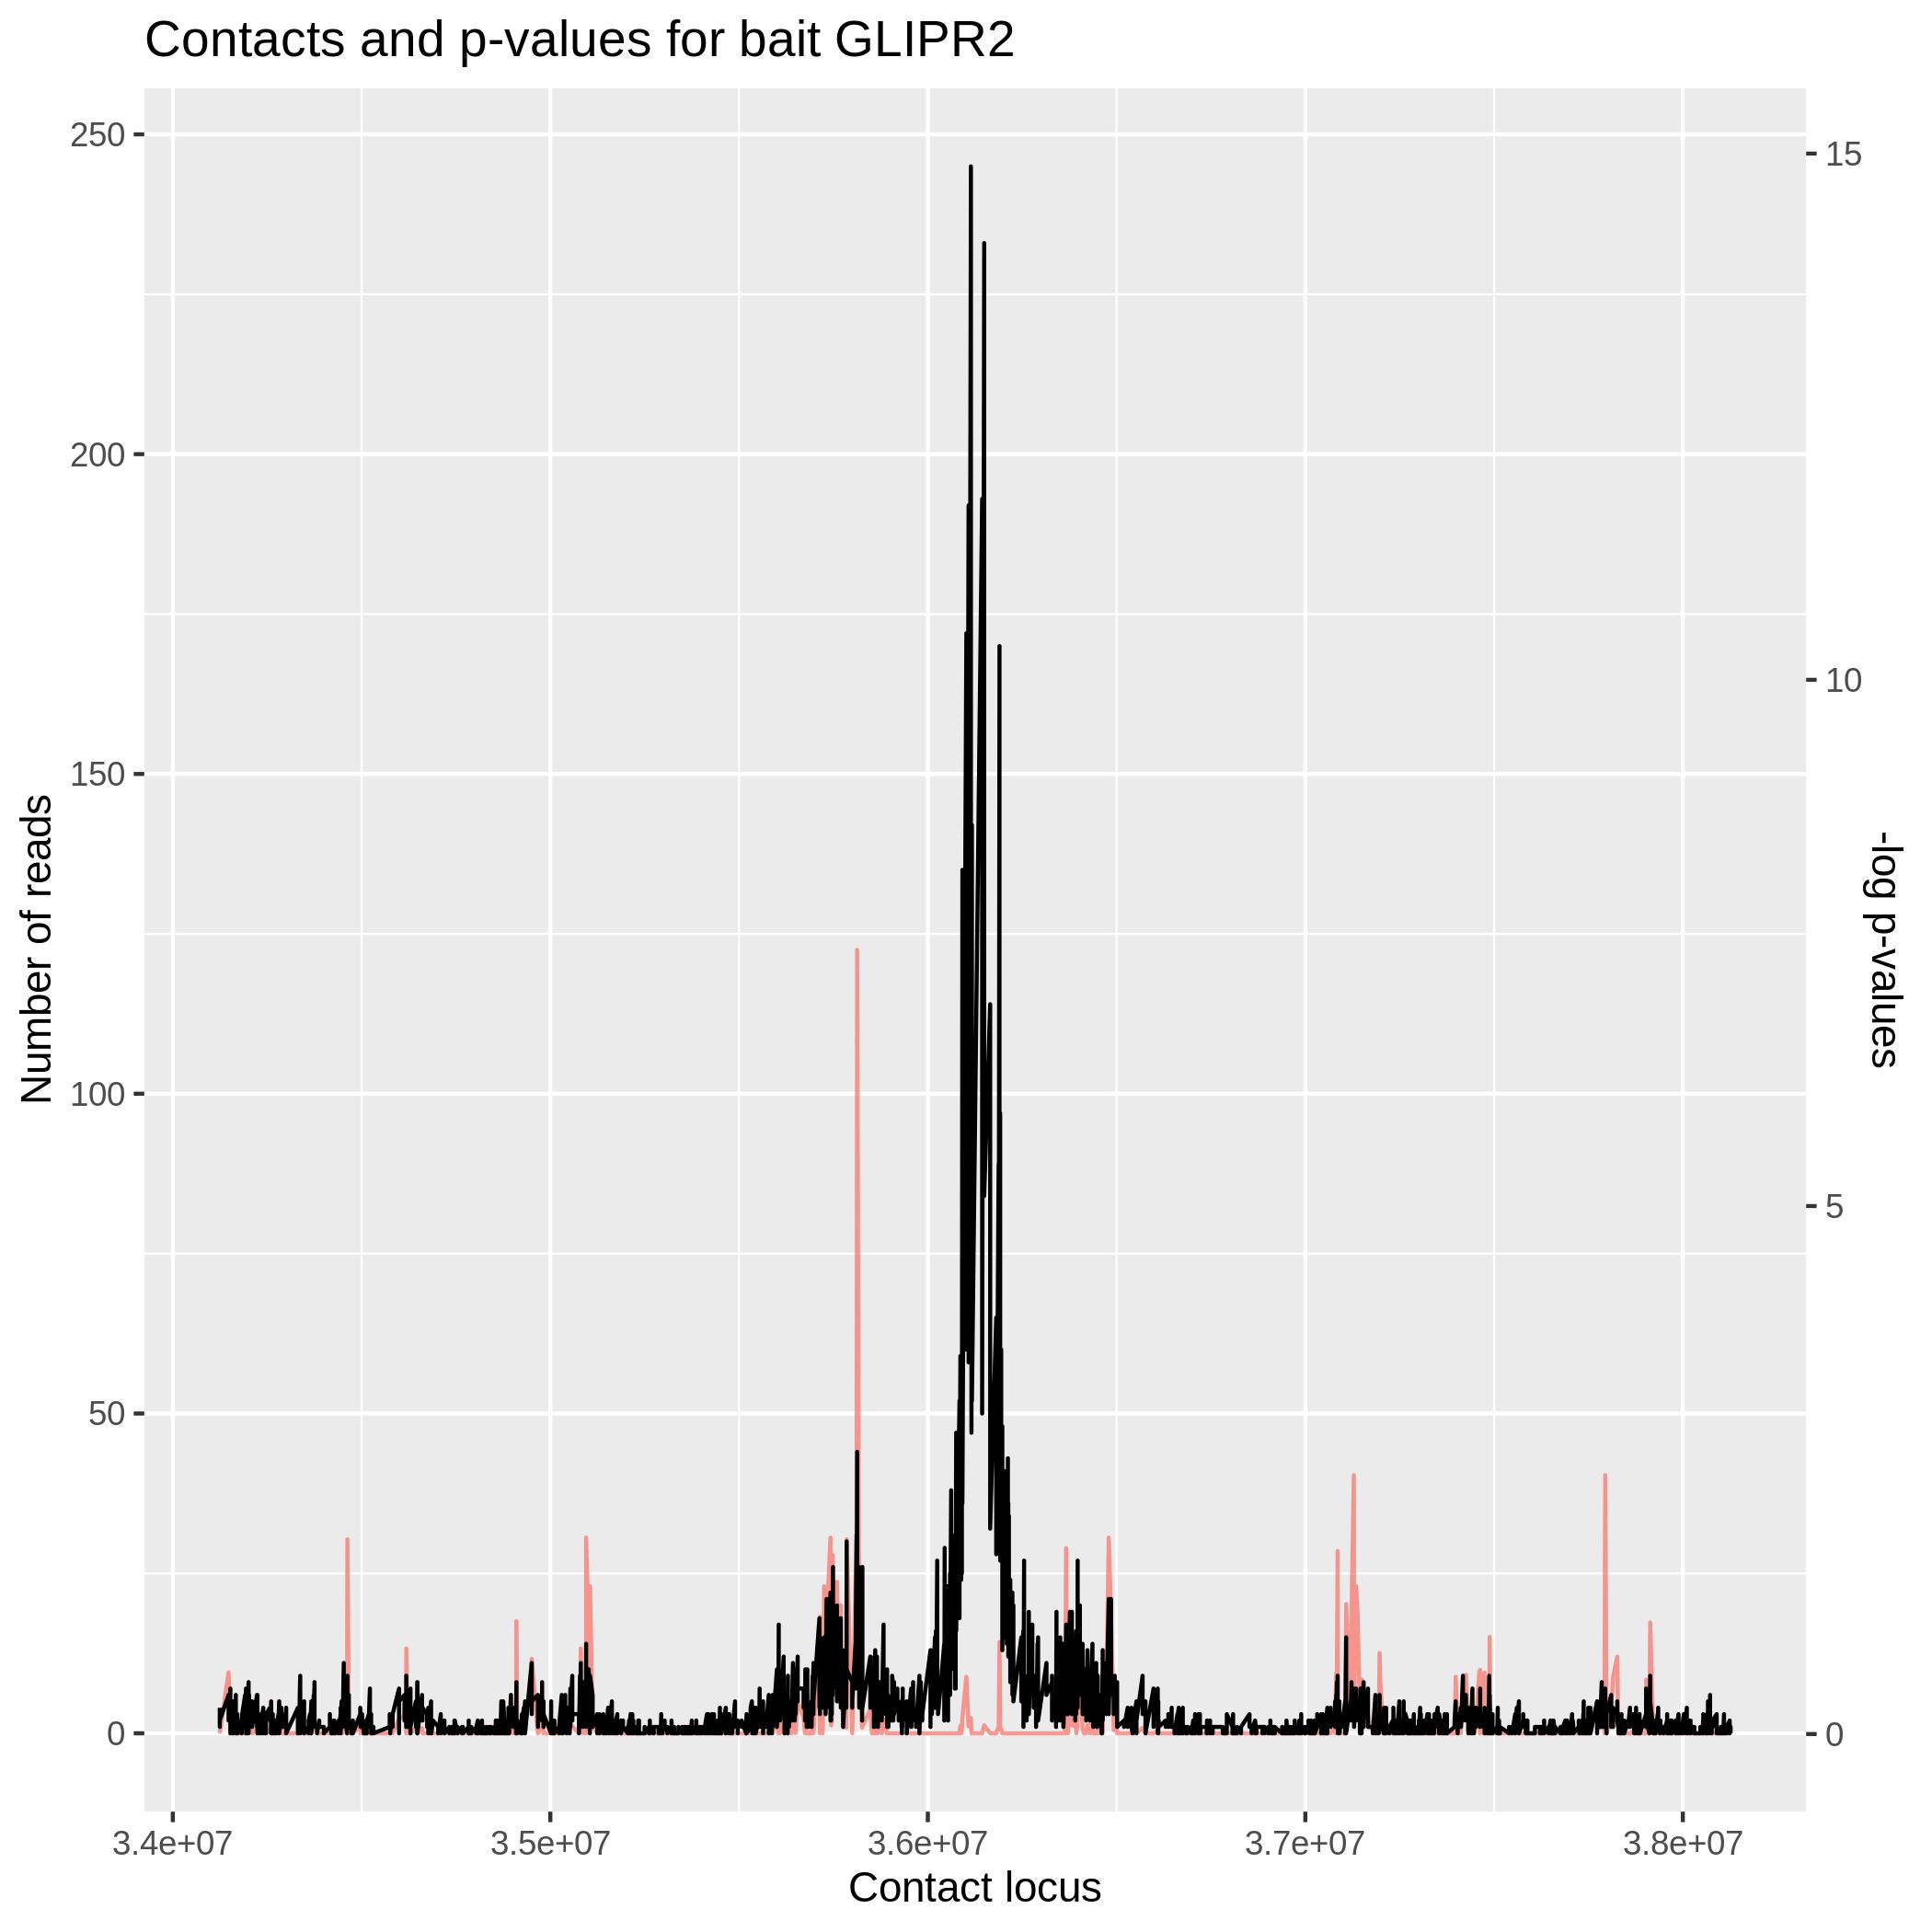 Contacts and p-values for bait GLIPR2
250
200
150
100
50
0
Number of reads
15
10
5
0
-log p-values
3.4e+07
3.5e+07
3.6e+07
3.7e+07
3.8e+07
Contact locus